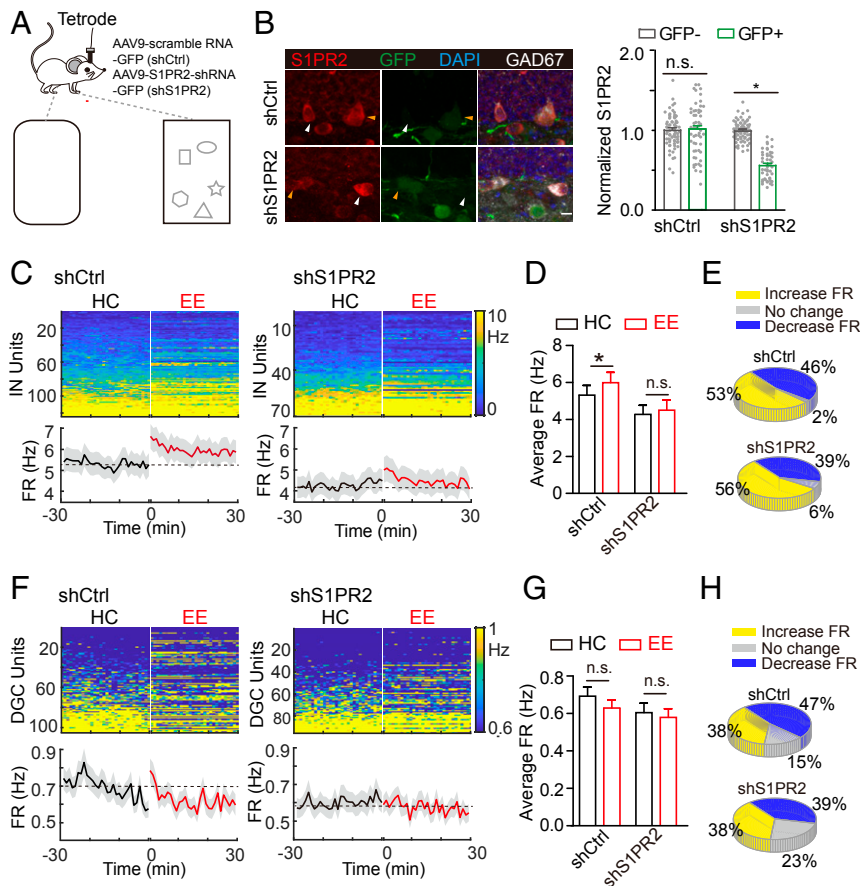 A
Tetrode
AAV9-scramble RNA
-GFP (shCtrl)
AAV9-S1PR2-shRNA
-GFP (shS1PR2)
B
S1PR2 GFP DAPI GAD67
shCtrl
shS1PR2
GFP- GFP+
Normalized S1PR2
2.0
1.0
0.0
n.s.
*
shCtrl shS1PR2
C
shCtrl
HC EE
IN Units
20
60
100
FR (Hz)
7
6
5
4
-30 0 30
Time (min)
shS1PR2
HC EE
10
Hz
0
IN Units
10
40
70
FR (Hz)
7
6
5
4
-30 0 30
Time (min)
D
HC EE
Average FR (Hz)
8
6
4
2
0
*
n.s.
shCtrl
shS1PR2
E
Increase FR
No change
Decrease FR
shCtrl
46%
53%
2%
shS1PR2
39%
56%
6%
F
shCtrl
HC EE
DGC Units
20
60
100
FR (Hz)
0.9
0.7
0.5
-30 0 30
Time (min)
shS1PR2
HC EE
1
Hz
0.6
DGC Units
20
40
60
80
FR (Hz)
0.9
0.7
0.5
-30 0 30
Time (min)
G
HC EE
Average FR (Hz)
0.8
0.6
0.4
0.2
0.0
n.s.
n.s.
shCtrl
shS1PR2
H
Increase FR
No change
Decrease FR
shCtrl
47%
38%
15%
shS1PR2
39%
38%
23%